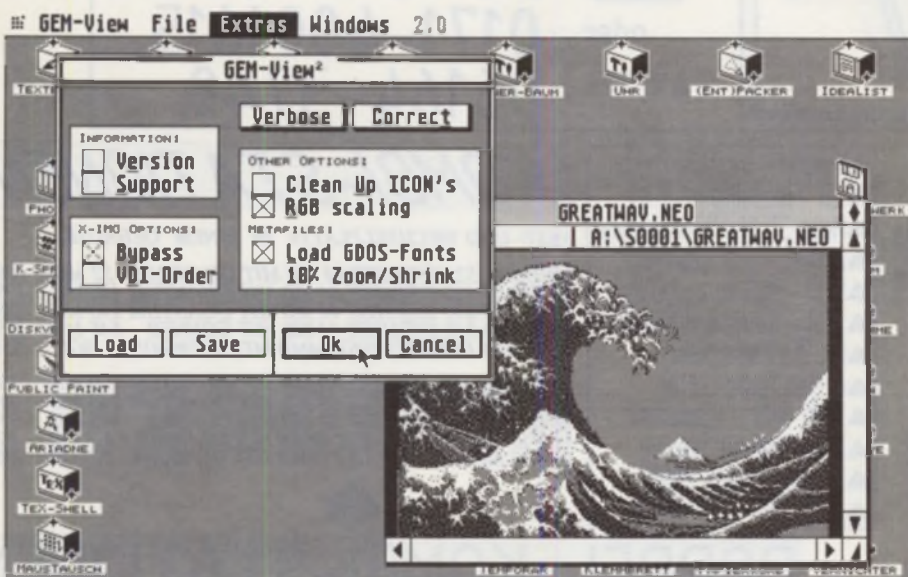 GEM-View File Extras Windows 2.0
GEM-View²
UHR
(ENT)PACKER
IDEALIST
Verbose
Correct
INFORMATION:
Version
Support
OTHER OPTIONS:
Clean Up ICON's
RGB scaling
X-IMG OPTIONS:
Bypass
VDI-Order
METAFILES:
Load GDOS-Fonts
10% Zoom/Shrink
Load
Save
Ok
Cancel
GREATWAV.NEO
A:\S0001\GREATWAV.NEO
PUBLIC PAINT
ARIADNE
TEX
TEX-SHELL
MAUSTAUSCH